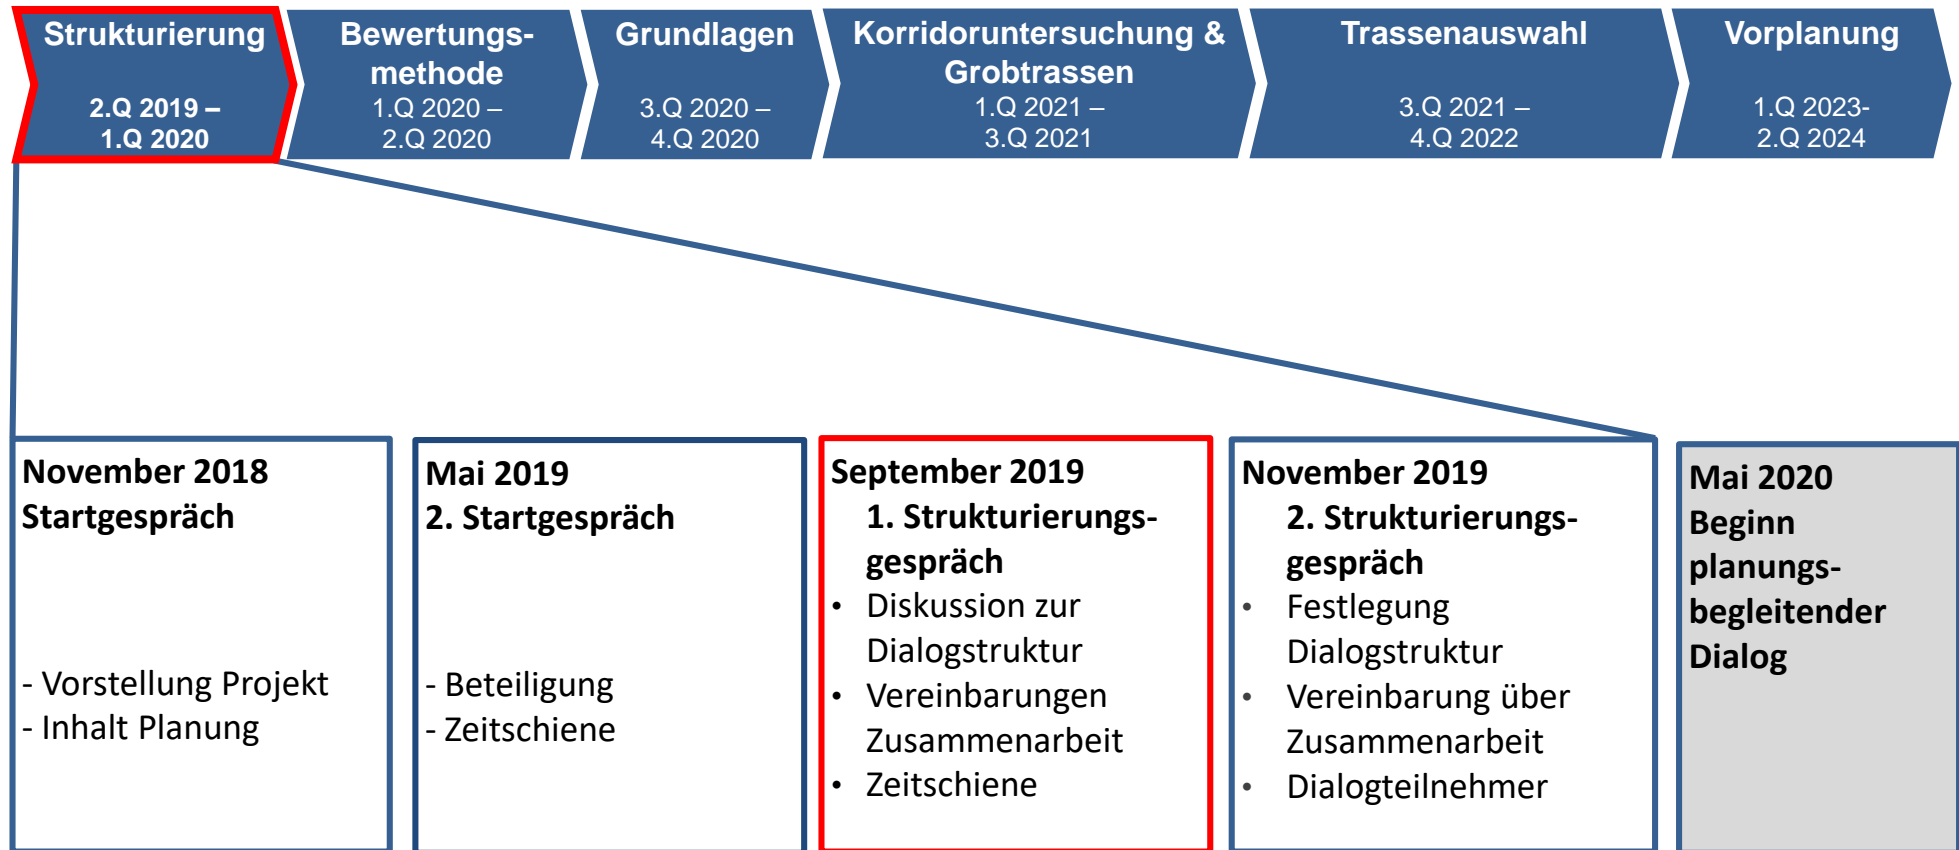 Strukturierung
2.Q 2019 –
1.Q 2020
Bewertungs-
methode
1.Q 2020 –
2.Q 2020
Grundlagen
3.Q 2020 –
4.Q 2020
Korridoruntersuchung &
Grobtrassen
1.Q 2021 –
3.Q 2021
Trassenauswahl
3.Q 2021 –
4.Q 2022
Vorplanung
1.Q 2023-
2.Q 2024
November 2018
Startgespräch
- Vorstellung Projekt
- Inhalt Planung
Mai 2019
2. Startgespräch
- Beteiligung
- Zeitschiene
September 2019
1. Strukturierungs-
gespräch
• Diskussion zur
Dialogstruktur
• Vereinbarungen
Zusammenarbeit
• Zeitschiene
November 2019
2. Strukturierungs-
gespräch
• Festlegung
Dialogstruktur
• Vereinbarung über
Zusammenarbeit
• Dialogteilnehmer
Mai 2020
Beginn
planungs-
begleitender
Dialog